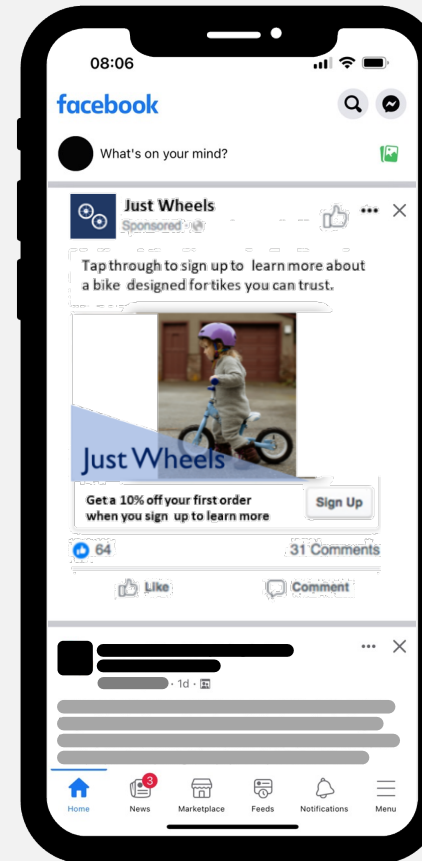 08:06
facebook
What's on your mind?
Just Wheels
Sponsored
Tap through to sign up to learn more about
a bike designed for tikes you can trust.
Just Wheels
Get a 10% off your first order
when you sign up to learn more
Sign Up
64
31 Comments
Like
Comment
· 1d ·
3
Home
News
Marketplace
Feeds
Notifications
Menu